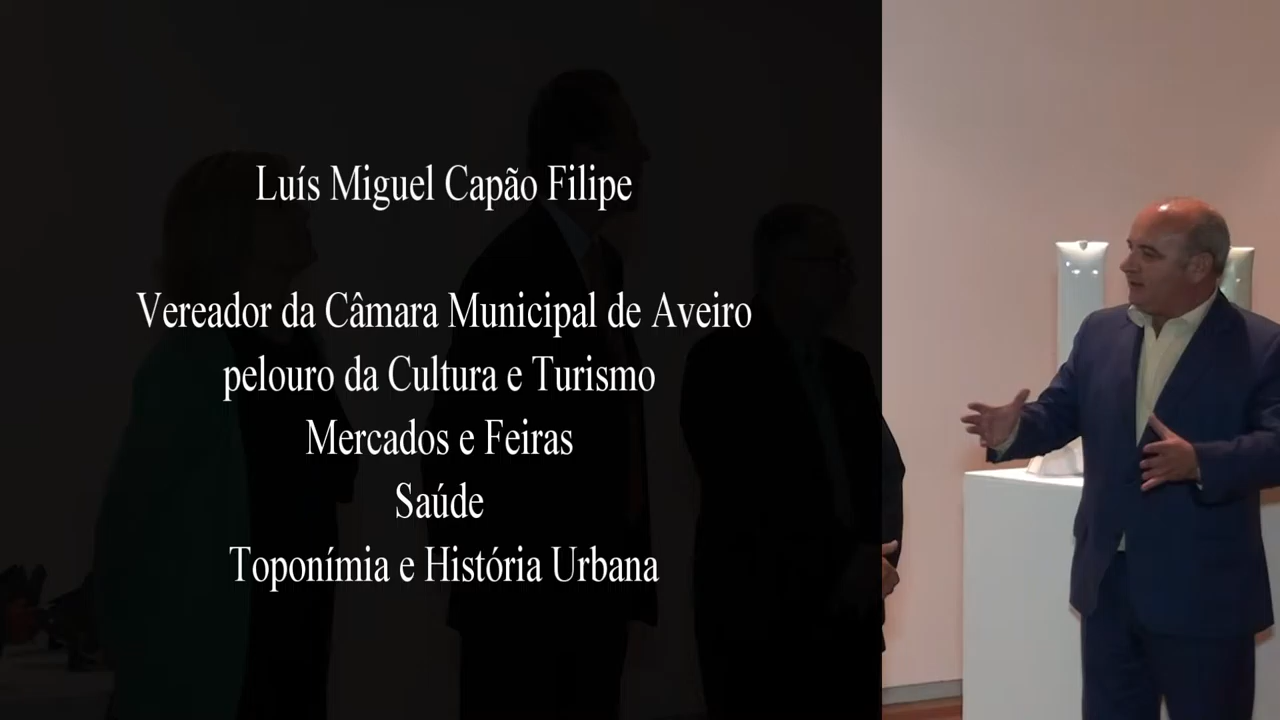 Luís Miguel Capão Filipe
Vereador da Câmara Municipal de Aveiro
pelouro da Cultura e Turismo
Mercados e Feiras
Saúde
Toponímia e História Urbana